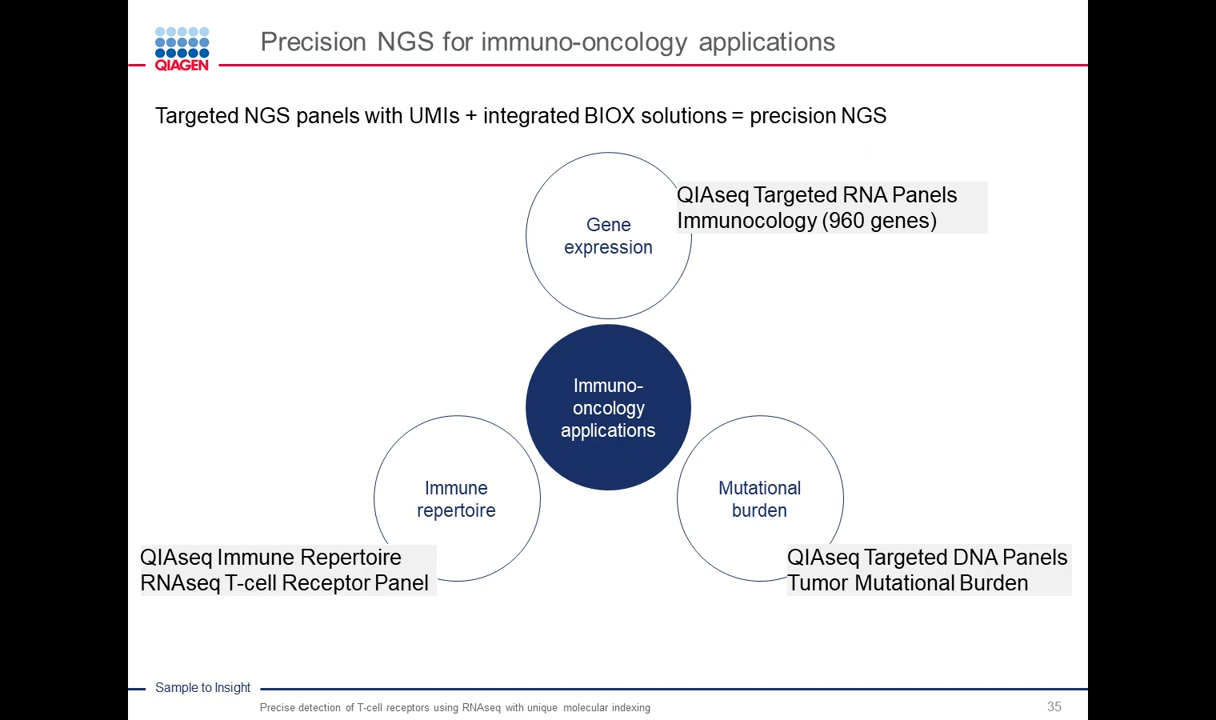 QIAGEN
Precision NGS for immuno-oncology applications
Targeted NGS panels with UMIs + integrated BIOX solutions = precision NGS
Gene
expression
QIAseq Targeted RNA Panels
Immunocology (960 genes)
Immuno-
oncology
applications
Immune
repertoire
QIAseq Immune Repertoire
RNAseq T-cell Receptor Panel
Mutational
burden
QIAseq Targeted DNA Panels
Tumor Mutational Burden
Sample to Insight
Precise detection of T-cell receptors using RNAseq with unique molecular indexing
35